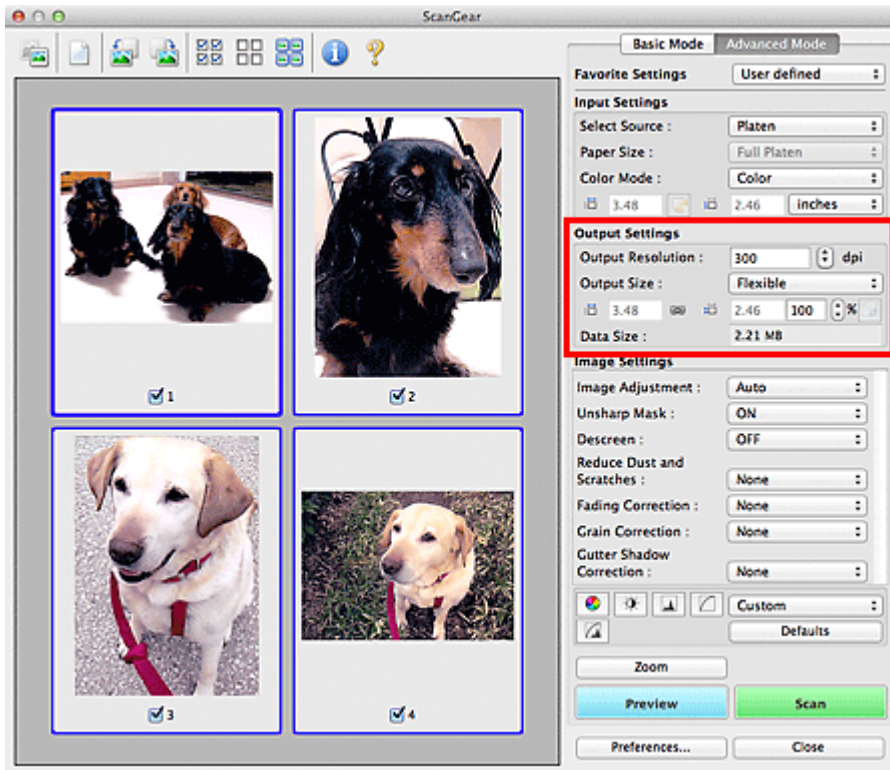 ScanGear
Basic Mode Advanced Mode
Favorite Settings User defined
Input Settings
Select Source : Platen
Paper Size : Full Platen
Color Mode : Color
3.48 2.46 inches
Output Settings
Output Resolution : 300 dpi
Output Size : Flexible
3.48 2.46 100 %
Data Size : 2.21 MB
Image Settings
Image Adjustment : Auto
Unsharp Mask : ON
Descreen : OFF
Reduce Dust and
Scratches : None
Fading Correction : None
Grain Correction : None
Gutter Shadow
Correction : None
Custom
Defaults
Zoom
Preview Scan
Preferences... Close
1
2
3
4